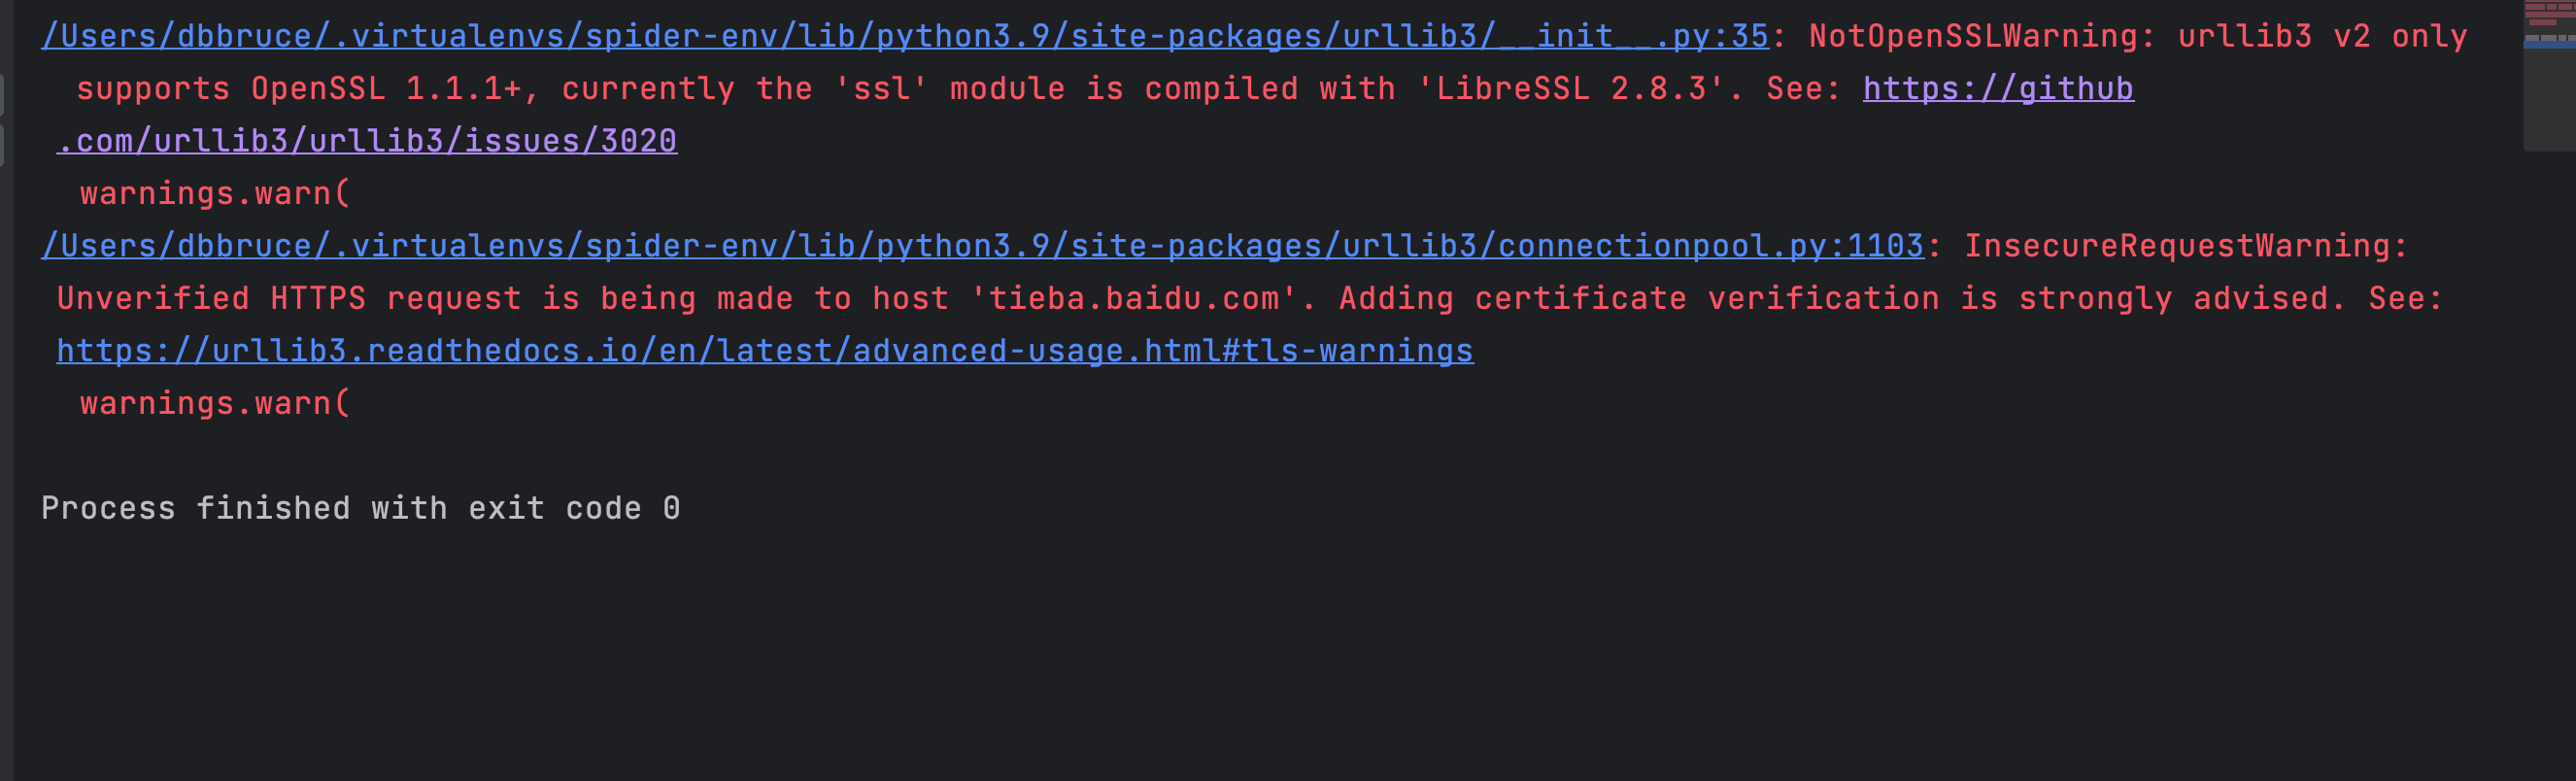 /Users/dbbruce/.virtualenvs/spider-env/lib/python3.9/site-packages/urllib3/__init__.py:35: NotOpenSSLWarning: urllib3 v2 only
supports OpenSSL 1.1.1+, currently the 'ssl' module is compiled with 'LibreSSL 2.8.3'. See: https://github
.com/urllib3/urllib3/issues/3020
warnings.warn(
/Users/dbbruce/.virtualenvs/spider-env/lib/python3.9/site-packages/urllib3/connectionpool.py:1103: InsecureRequestWarning:
Unverified HTTPS request is being made to host 'tieba.baidu.com'. Adding certificate verification is strongly advised. See:
https://urllib3.readthedocs.io/en/latest/advanced-usage.html#tls-warnings
warnings.warn(
Process finished with exit code 0